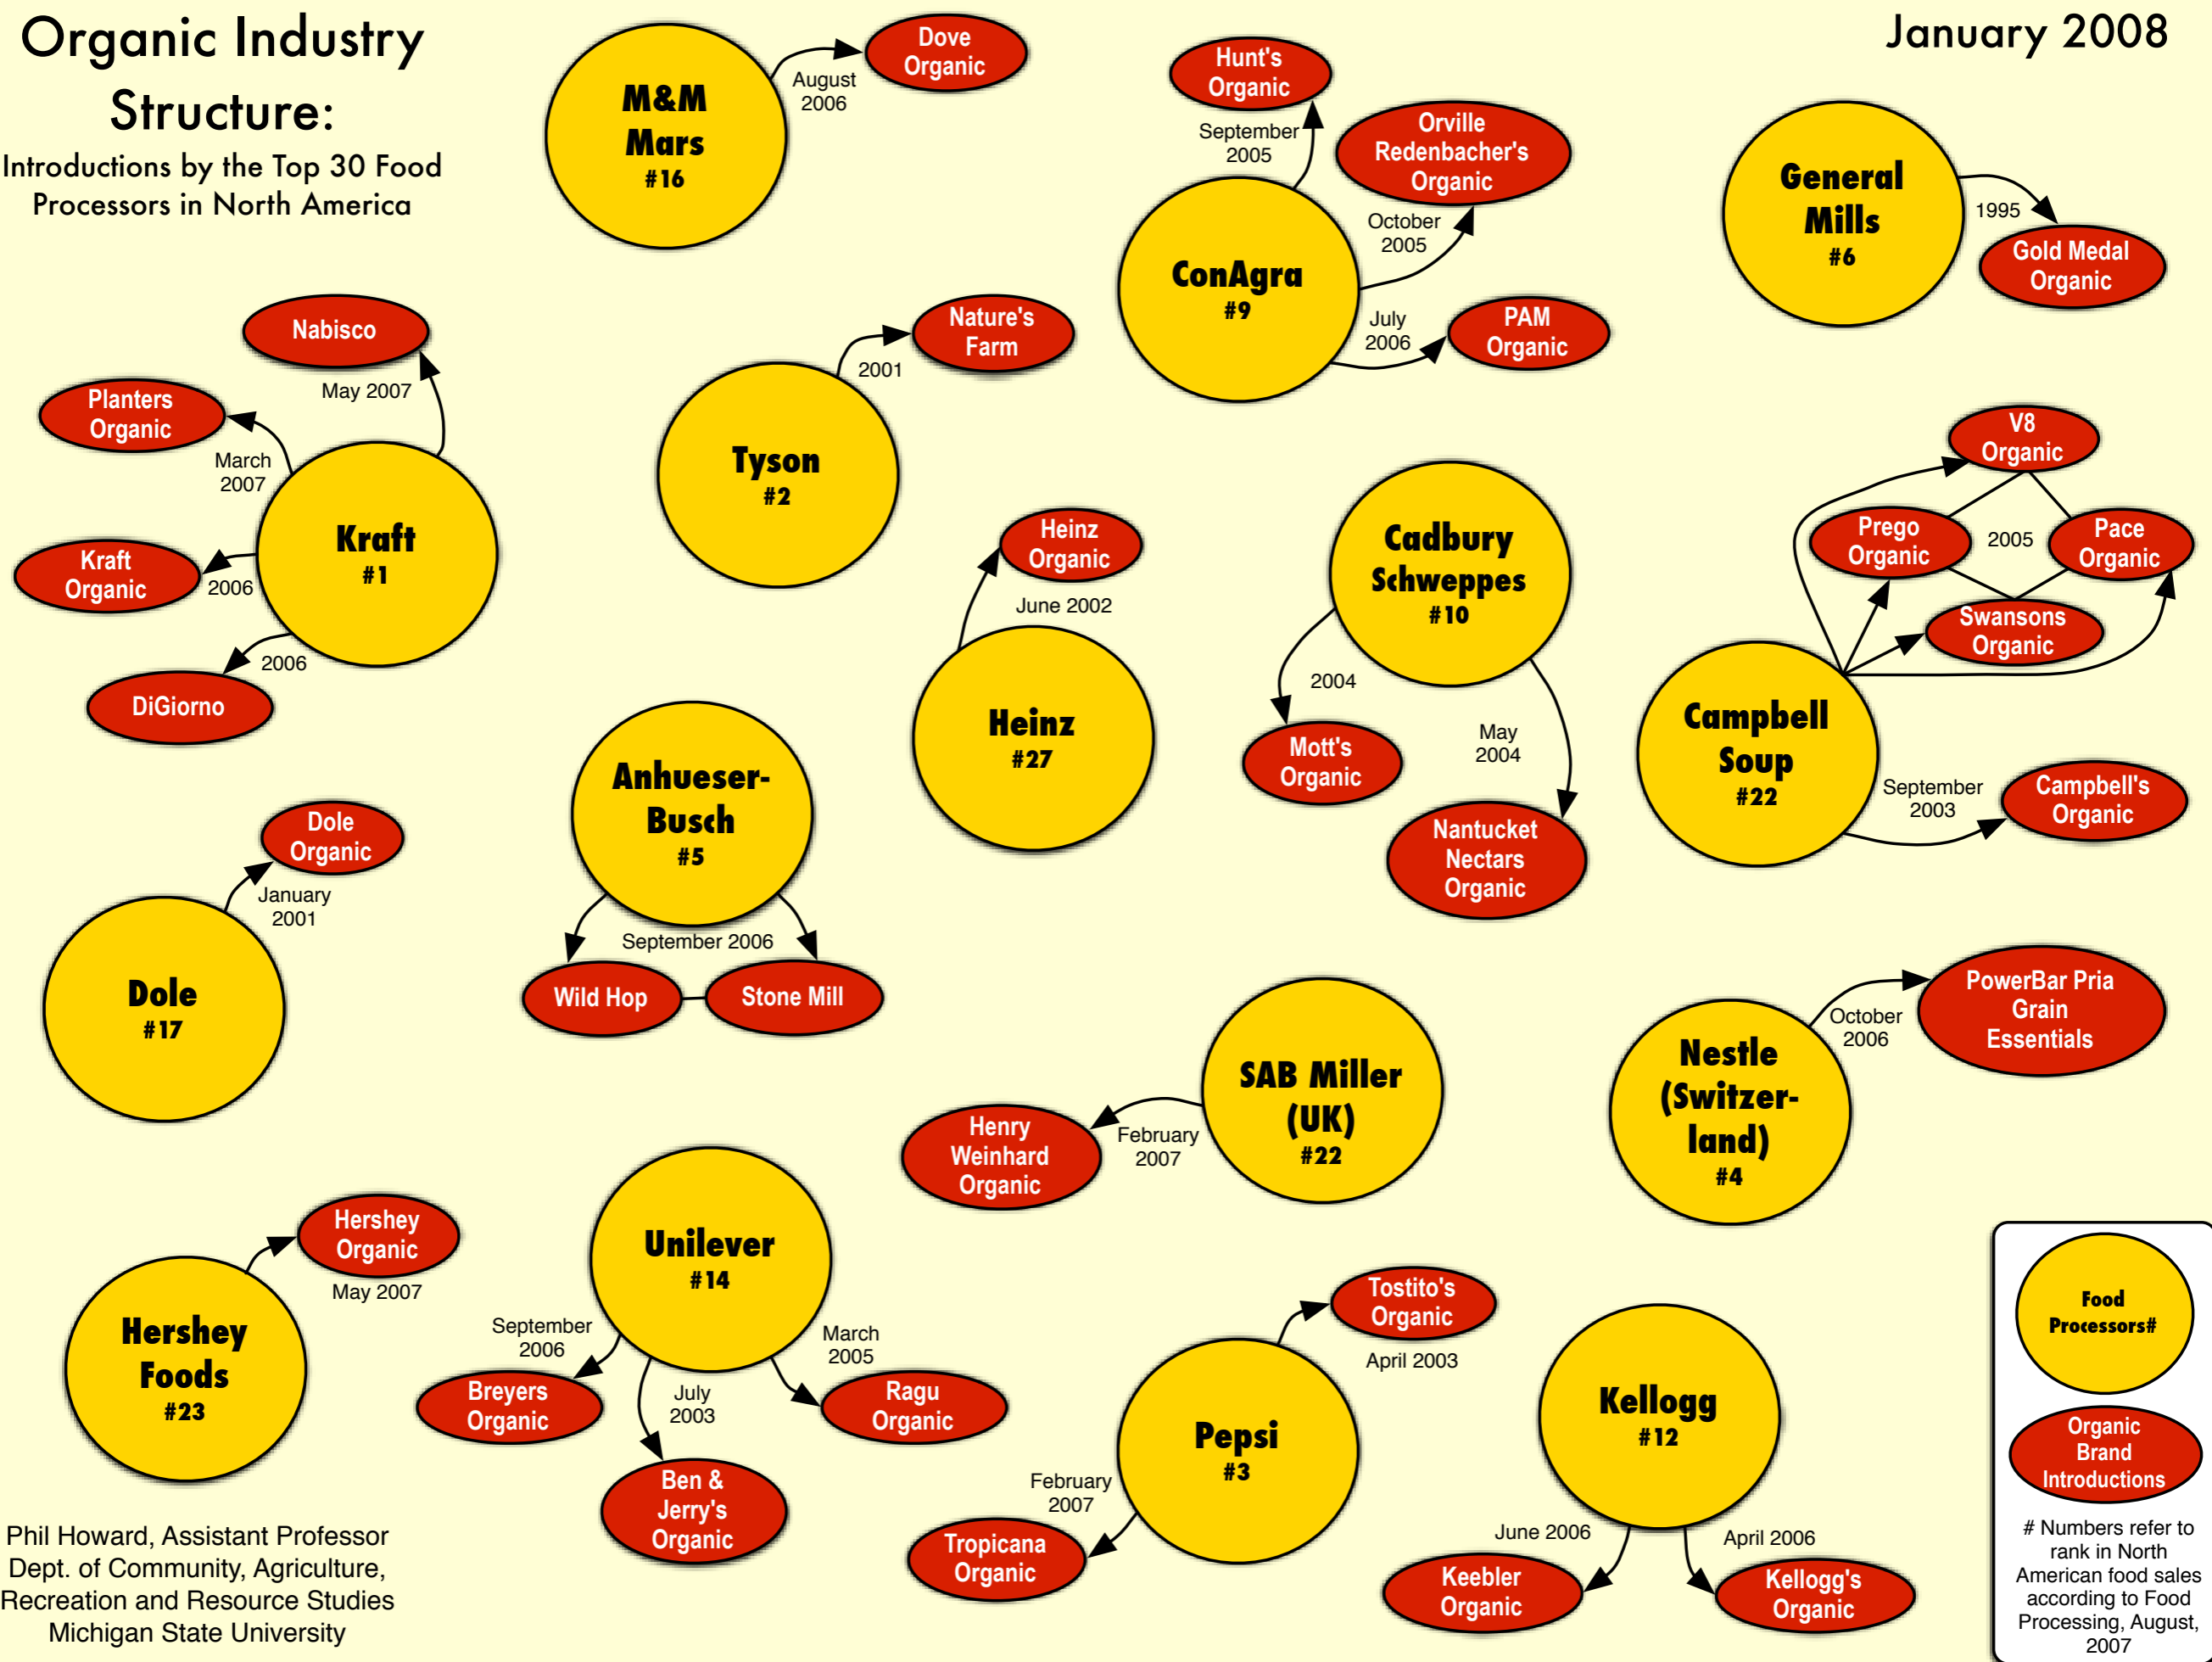 Organic Industry
Structure:
Introductions by the Top 30 Food
Processors in North America
January 2008
M&M
Mars
#16
August
2006
Dove
Organic
Hunt's
Organic
September
2005
Orville
Redenbacher's
Organic
October
2005
ConAgra
#9
July
2006
PAM
Organic
General
Mills
#6
1995
Gold Medal
Organic
Nabisco
May 2007
Planters
Organic
March
2007
Kraft
#1
Kraft
Organic
2006
2006
DiGiorno
Tyson
#2
2001
Nature's
Farm
Heinz
Organic
June 2002
Heinz
#27
Cadbury
Schweppes
#10
2004
Mott's
Organic
May
2004
Nantucket
Nectars
Organic
V8
Organic
Prego
Organic
2005
Pace
Organic
Swansons
Organic
Campbell
Soup
#22
September
2003
Campbell's
Organic
Dole
Organic
January
2001
Dole
#17
Anhueser-
Busch
#5
September 2006
Wild Hop
Stone Mill
SAB Miller
(UK)
#22
February
2007
Henry
Weinhard
Organic
Nestle
(Switzer-
land)
#4
October
2006
PowerBar Pria
Grain
Essentials
Hershey
Organic
May 2007
Hershey
Foods
#23
Unilever
#14
September
2006
Breyers
Organic
July
2003
Ben &
Jerry's
Organic
March
2005
Ragu
Organic
Tostito's
Organic
April 2003
Pepsi
#3
February
2007
Tropicana
Organic
Kellogg
#12
June 2006
Keebler
Organic
April 2006
Kellogg's
Organic
Food
Processors#
Organic
Brand
Introductions
# Numbers refer to
rank in North
American food sales
according to Food
Processing, August,
2007
Phil Howard, Assistant Professor
Dept. of Community, Agriculture,
Recreation and Resource Studies
Michigan State University